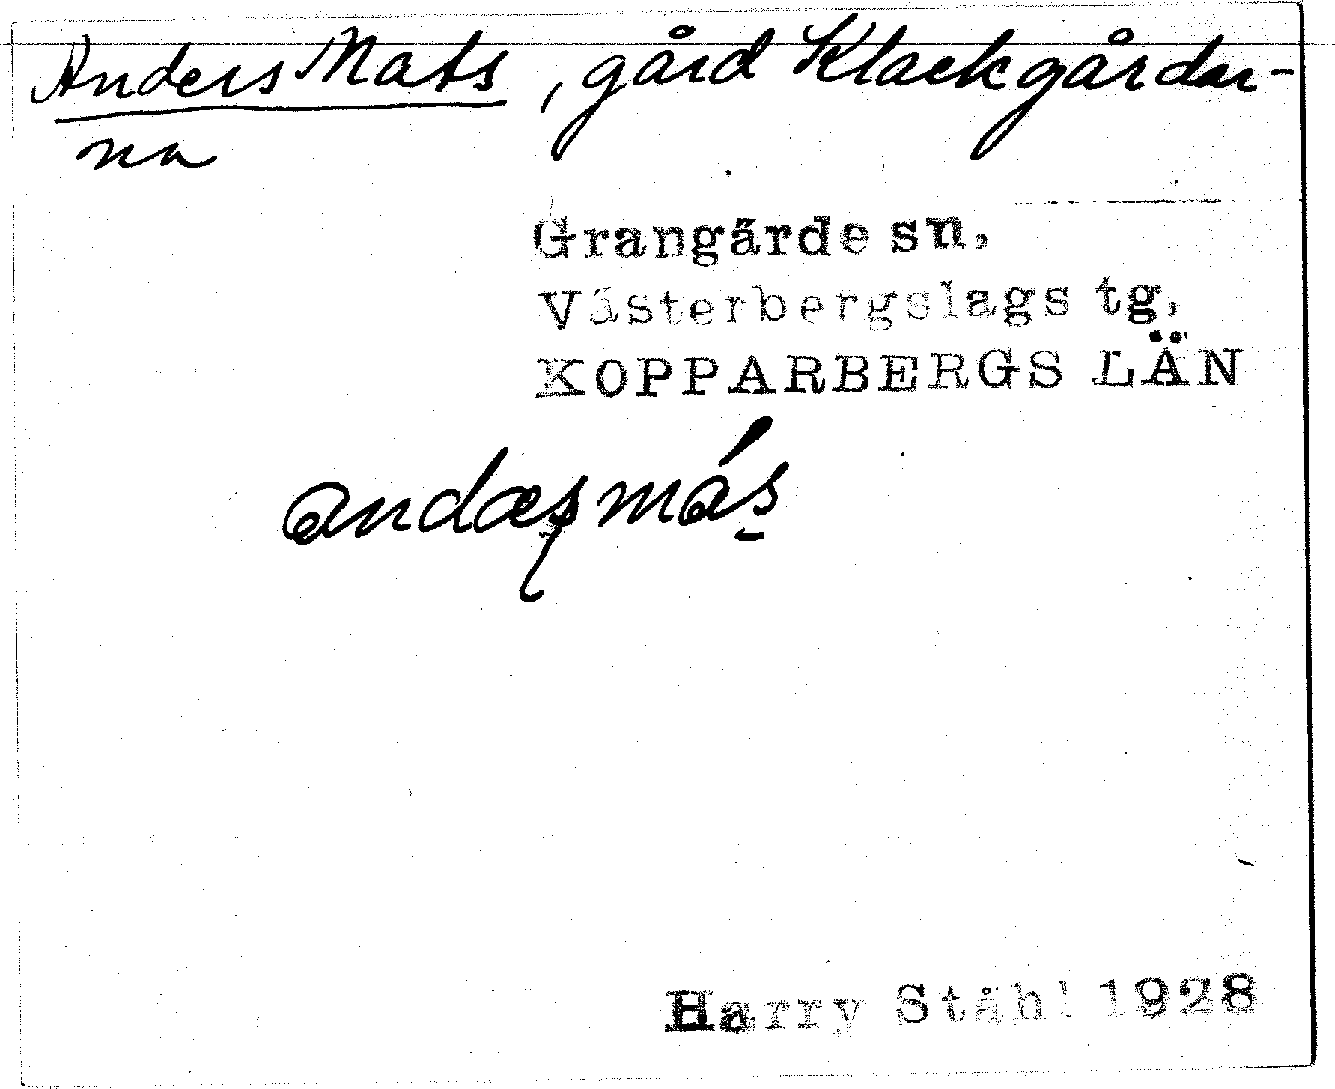 Anders Mats, gård Klackgårdar-
na
Grangärde sn,
Västerbergslags tg,
KOPPARBERGS LÄN
Harry Ståhl 1928